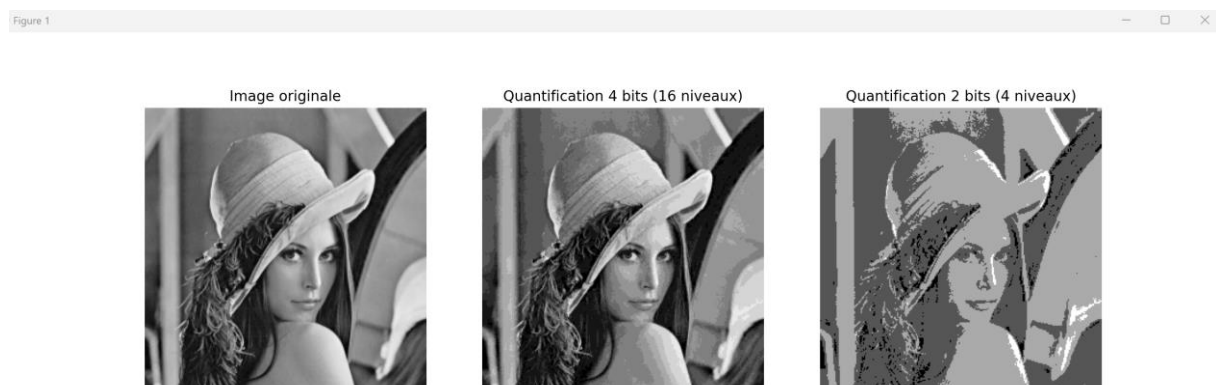 Figure 1
Image originale
Quantification 4 bits (16 niveaux)
Quantification 2 bits (4 niveaux)